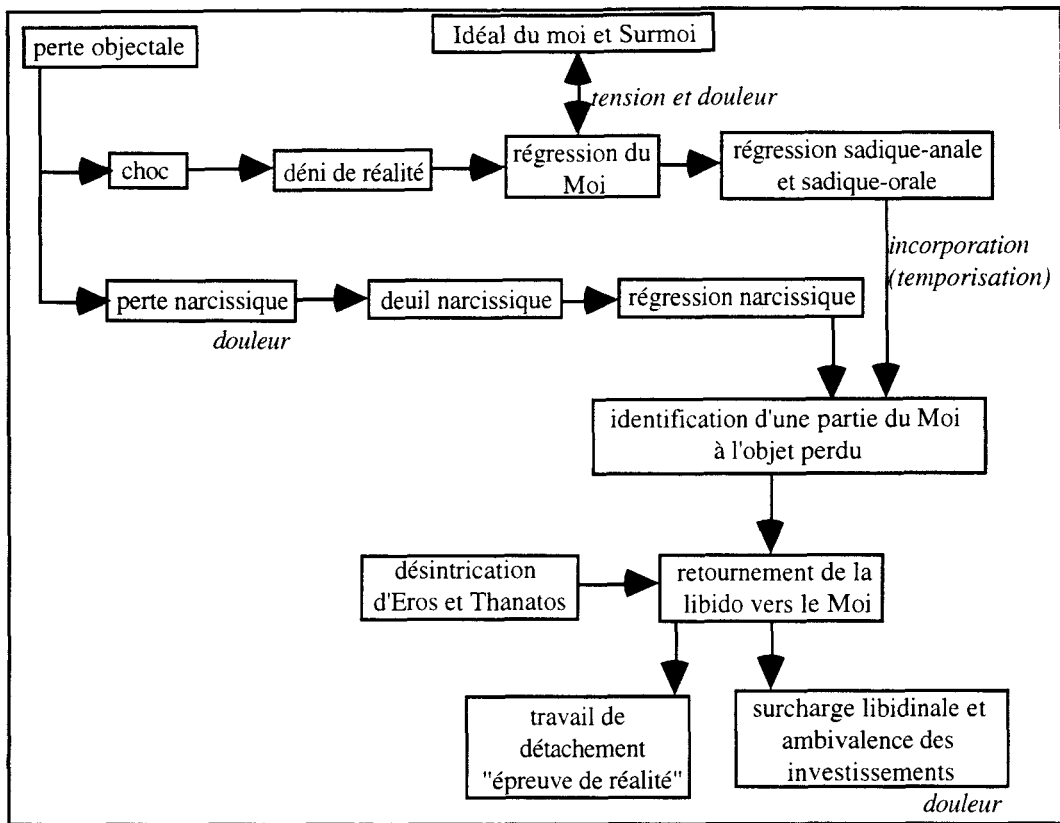 perte objectale
Idéal du moi et Surmoi
tension et douleur
choc
déni de réalité
régression du
Moi
régression sadique-anale
et sadique-orale
incorporation
(temporisation)
perte narcissique
douleur
deuil narcissique
régression narcissique
identification d'une partie du Moi
à l'objet perdu
désintrication
d'Eros et Thanatos
retournement de la
libido vers le Moi
travail de
détachement
"épreuve de réalité"
surcharge libidinale et
ambivalence des
investissements
douleur